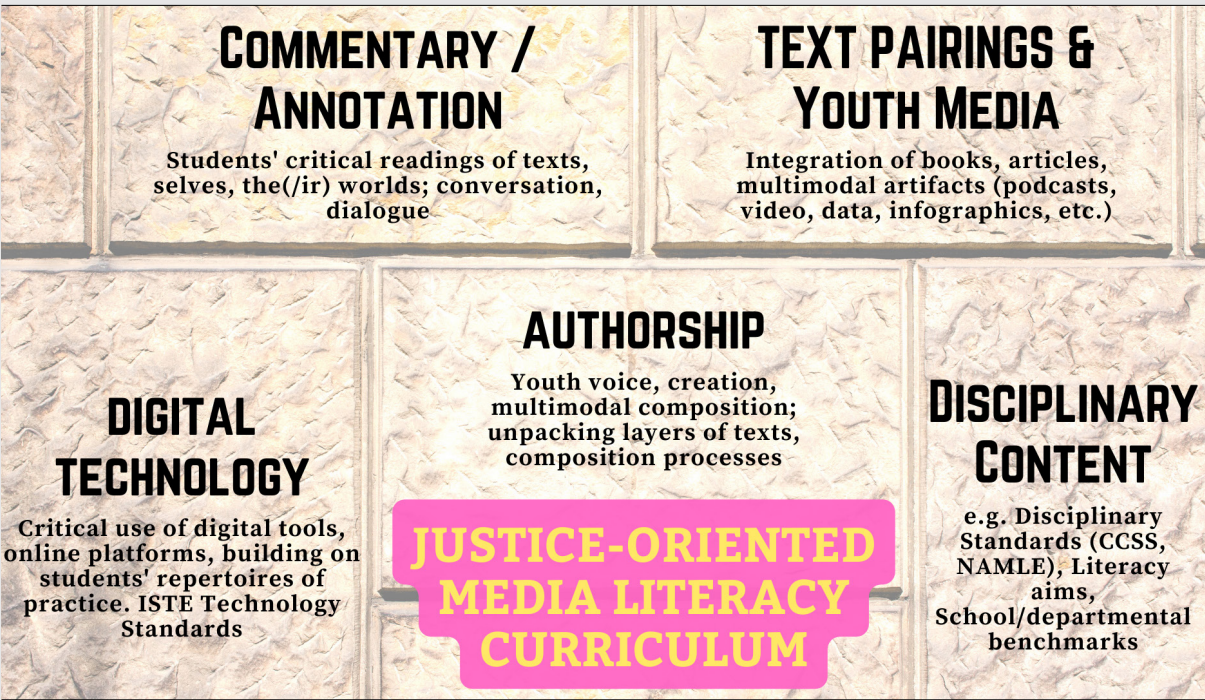 COMMENTARY /
ANNOTATION
Students' critical readings of texts,
selves, the(/ir) worlds; conversation,
dialogue
TEXT PAIRINGS &
YOUTH MEDIA
Integration of books, articles,
multimodal artifacts (podcasts,
video, data, infographics, etc.)
DIGITAL
TECHNOLOGY
Critical use of digital tools,
online platforms, building on
students' repertoires of
practice. ISTE Technology
Standards
AUTHORSHIP
Youth voice, creation,
multimodal composition;
unpacking layers of texts,
composition processes
DISCIPLINARY
CONTENT
e.g. Disciplinary
Standards (CCSS,
NAMLE), Literacy
aims,
School/departmental
benchmarks
JUSTICE-ORIENTED
MEDIA LITERACY
CURRICULUM